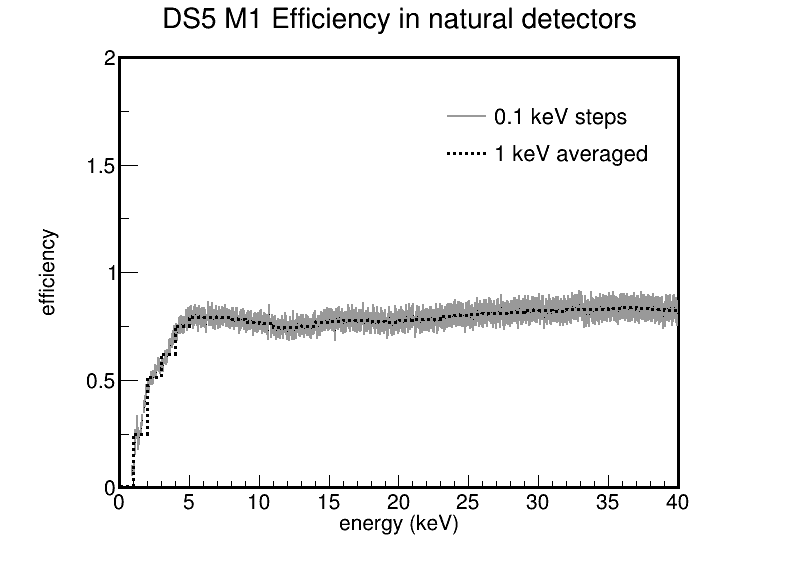 DS5 M1 Efficiency in natural detectors
2
0.1 keV steps
1 keV averaged
1.5
efficiency
1
0.5
0
0 5 10 15 20 25 30 35 40
energy (keV)